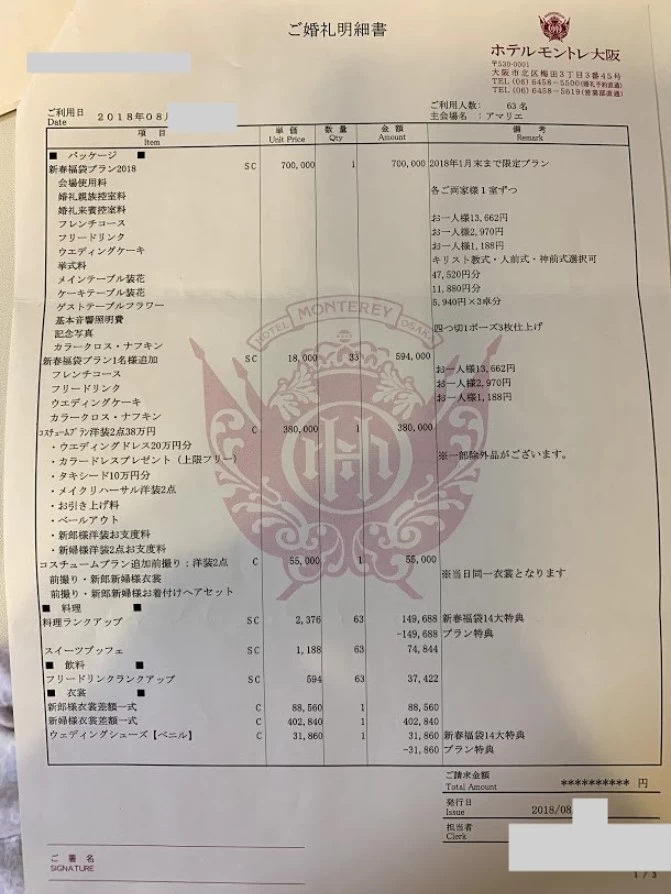 ご婚礼明細書
ホテルモントレ大阪
〒530-0001
大阪市北区梅田3丁目3番45号
TEL (06) 6458-5500(婚礼予約直通)
TEL (06) 6458-5619(営業部直通)
ご利用日 2018年08月
Date
ご利用人数: 63名
主会場名 : アマリエ
項目 単価 数量 金額 備考
Item Unit Price Qty Amount Remark
■ パッケージ ■
新春福袋プラン2018 SC 700,000 1 700,000 2018年1月末まで限定プラン
会場使用料
婚礼親族控室料 各ご両家様1室ずつ
婚礼来賓控室料
フレンチコース お一人様13,662円
フリードリンク お一人様2,970円
ウエディングケーキ お一人様1,188円
挙式料 キリスト教式・人前式・神前式選択可
メインテーブル装花 47,520円分
ケーキテーブル装花 11,880円分
ゲストテーブルフラワー 5,940円×3卓分
基本音響照明費
記念写真 四つ切1ポーズ3枚仕上げ
カラークロス・ナフキン
新春福袋プラン1名様追加 SC 18,000 33 594,000
フレンチコース お一人様13,662円
フリードリンク お一人様2,970円
ウエディングケーキ お一人様1,188円
カラークロス・ナフキン
コスチュームプラン洋装2点38万円 C 380,000 1 380,000
・ウエディングドレス20万円分
・カラードレスプレゼント(上限フリー) ※一部除外品がございます。
・タキシード10万円分
・メイクリハーサル洋装2点
・お引き上げ料
・ベールアウト
・新郎様洋装お支度料
・新婦様洋装2点お支度料
コスチュームプラン追加前撮り:洋装2点 C 55,000 1 55,000
前撮り・新郎新婦様衣裳 ※当日同一衣裳となります
前撮り・新郎新婦様お着付けヘアセット
■ 料理 ■
料理ランクアップ SC 2,376 63 149,688 新春福袋14大特典
-149,688 プラン特典
スイーツブッフェ SC 1,188 63 74,844
■ 飲料 ■
フリードリンクランクアップ SC 594 63 37,422
■ 衣裳 ■
新郎様衣裳差額一式 C 88,560 1 88,560
新婦様衣裳差額一式 C 402,840 1 402,840
ウェディングシューズ【ベニル】 C 31,860 1 31,860 新春福袋14大特典
-31,860 プラン特典
HOTEL MONTEREY OSAKA
ご請求金額
Total Amount ********** 円
発行日
Issue 2018/08
担当者
Clerk
ご署名
SIGNATURE
1 / 3